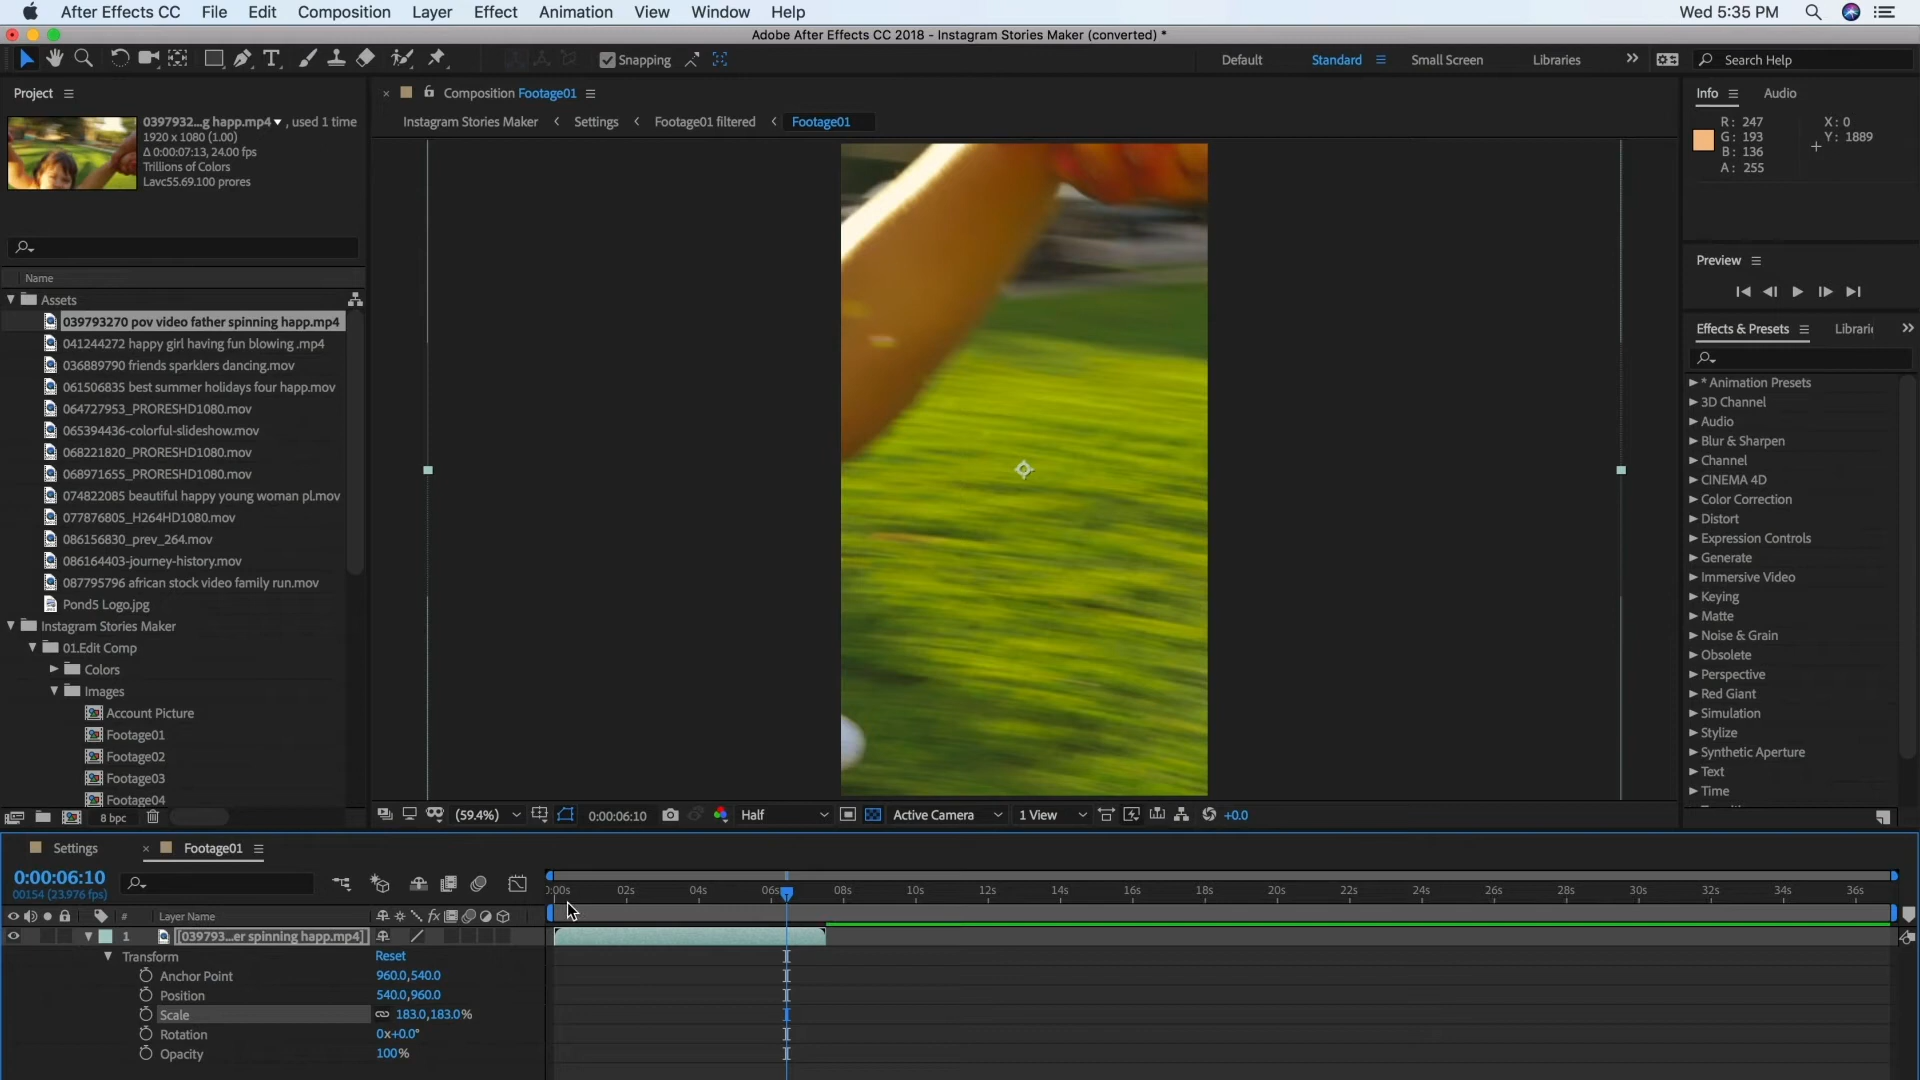 After Effects CC File Edit Composition Layer Effect Animation View Window Help Wed 5:35 PM
Adobe After Effects CC 2018 - Instagram Stories Maker (converted) *
Snapping Default Standard Small Screen Libraries Search Help
Project
Composition Footage01
Info Audio
0397932...g happ.mp4 , used 1 time
1920 x 1080 (1.00)
Δ 0:00:07:13, 24.00 fps
Trillions of Colors
Lavc55.69.100 prores
Instagram Stories Maker Settings Footage01 filtered Footage01
R: 247 X: 0
G: 193 Y: 1889
B: 136
A: 255
Preview
Name
Assets
039793270 pov video father spinning happ.mp4
041244272 happy girl having fun blowing .mp4
036889790 friends sparklers dancing.mov
061506835 best summer holidays four happ.mov
064727953_PRORESHD1080.mov
065394436-colorful-slideshow.mov
068221820_PRORESHD1080.mov
068971655_PRORESHD1080.mov
074822085 beautiful happy young woman pl.mov
077876805_H264HD1080.mov
086156830_prev_264.mov
086164403-journey-history.mov
087795796 african stock video family run.mov
Pond5 Logo.jpg
Instagram Stories Maker
01.Edit Comp
Colors
Images
Account Picture
Footage01
Footage02
Footage03
Footage04
8 bpc
Effects & Presets Librari
* Animation Presets
3D Channel
Audio
Blur & Sharpen
Channel
CINEMA 4D
Color Correction
Distort
Expression Controls
Generate
Immersive Video
Keying
Matte
Noise & Grain
Obsolete
Perspective
Red Giant
Simulation
Stylize
Synthetic Aperture
Text
Time
(59.4%) 0:00:06:10 Half Active Camera 1 View +0.0
Settings Footage01
0:00:06:10
00154 (23.976 fps)
0:00s 02s 04s 06s 08s 10s 12s 14s 16s 18s 20s 22s 24s 26s 28s 30s 32s 34s 36s
# Layer Name fx
1 [039793...er spinning happ.mp4]
Transform Reset
Anchor Point 960.0,540.0
Position 540.0,960.0
Scale 183.0,183.0%
Rotation 0x+0.0°
Opacity 100%